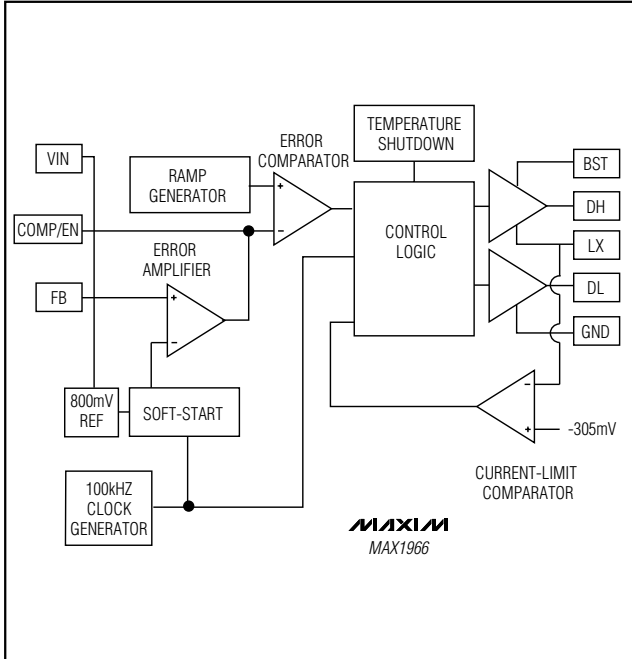 TEMPERATURE
SHUTDOWN
ERROR
COMPARATOR
VIN
RAMP
GENERATOR
BST
+
DH
COMP/EN
-
CONTROL
LOGIC
LX
ERROR
AMPLIFIER
FB
+
DL
-
GND
800mV
REF
SOFT-START
-
+
-305mV
100kHZ
CLOCK
GENERATOR
CURRENT-LIMIT
COMPARATOR
MAXIM
MAX1966